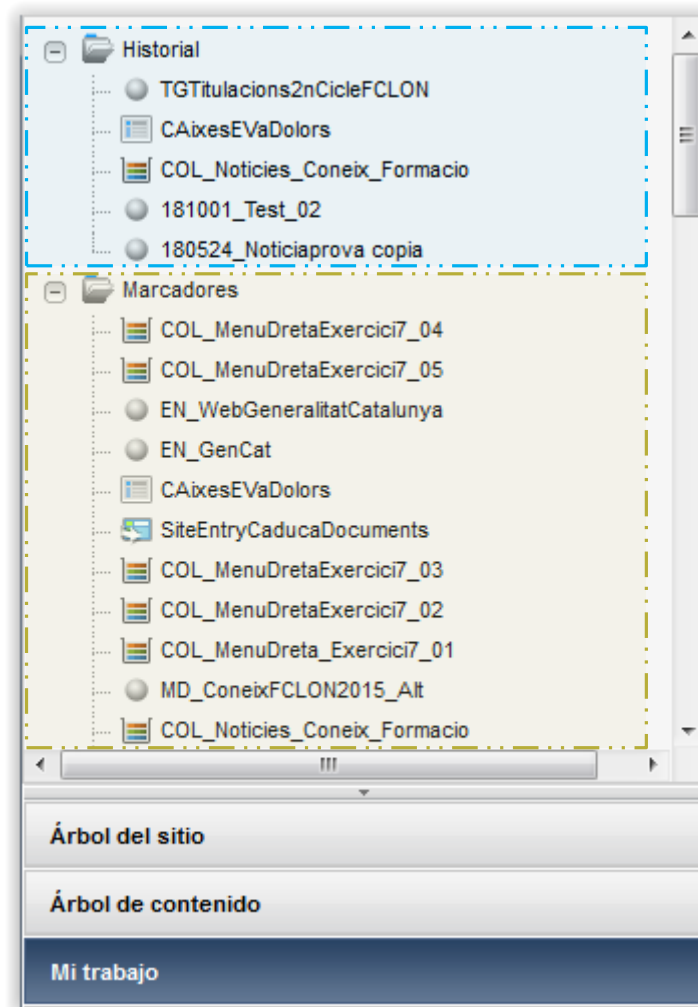 Historial
TGTitulacions2nCicleFCLON
CAixesEVaDolors
COL_Noticies_Coneix_Formacio
181001_Test_02
180524_Noticiaprova copia
Marcadores
COL_MenuDretaExercici7_04
COL_MenuDretaExercici7_05
EN_WebGeneralitatCatalunya
EN_GenCat
CAixesEVaDolors
SiteEntryCaducaDocuments
COL_MenuDretaExercici7_03
COL_MenuDretaExercici7_02
COL_MenuDreta_Exercici7_01
MD_ConeixFCLON2015_Alt
COL_Noticies_Coneix_Formacio
Árbol del sitio
Árbol de contenido
Mi trabajo